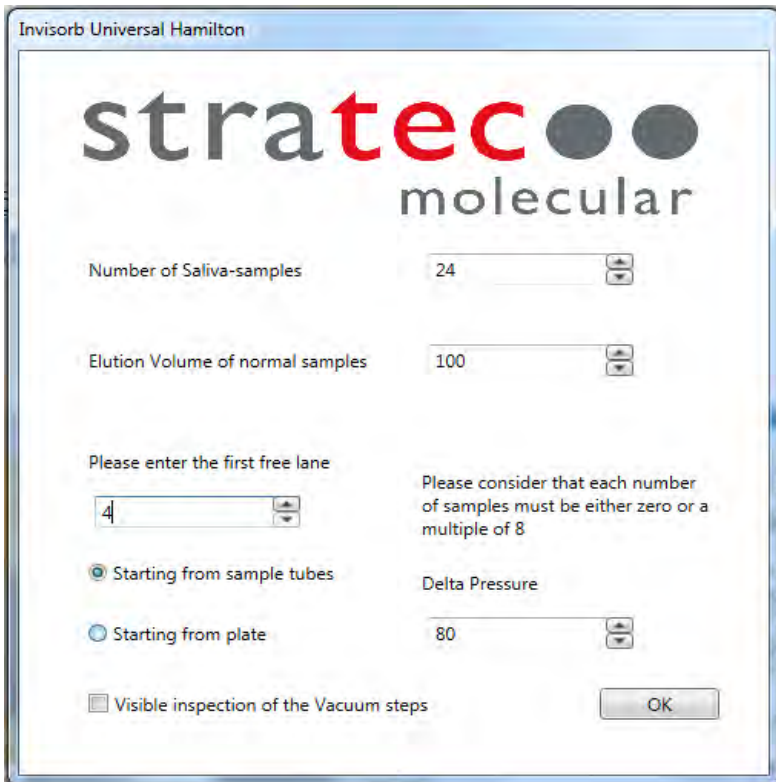 Invisorb Universal Hamilton
stratec
molecular
Number of Saliva-samples
24
Elution Volume of normal samples
100
Please enter the first free lane
4
Please consider that each number
of samples must be either zero or a
multiple of 8
Starting from sample tubes
Delta Pressure
Starting from plate
80
Visible inspection of the Vacuum steps
OK